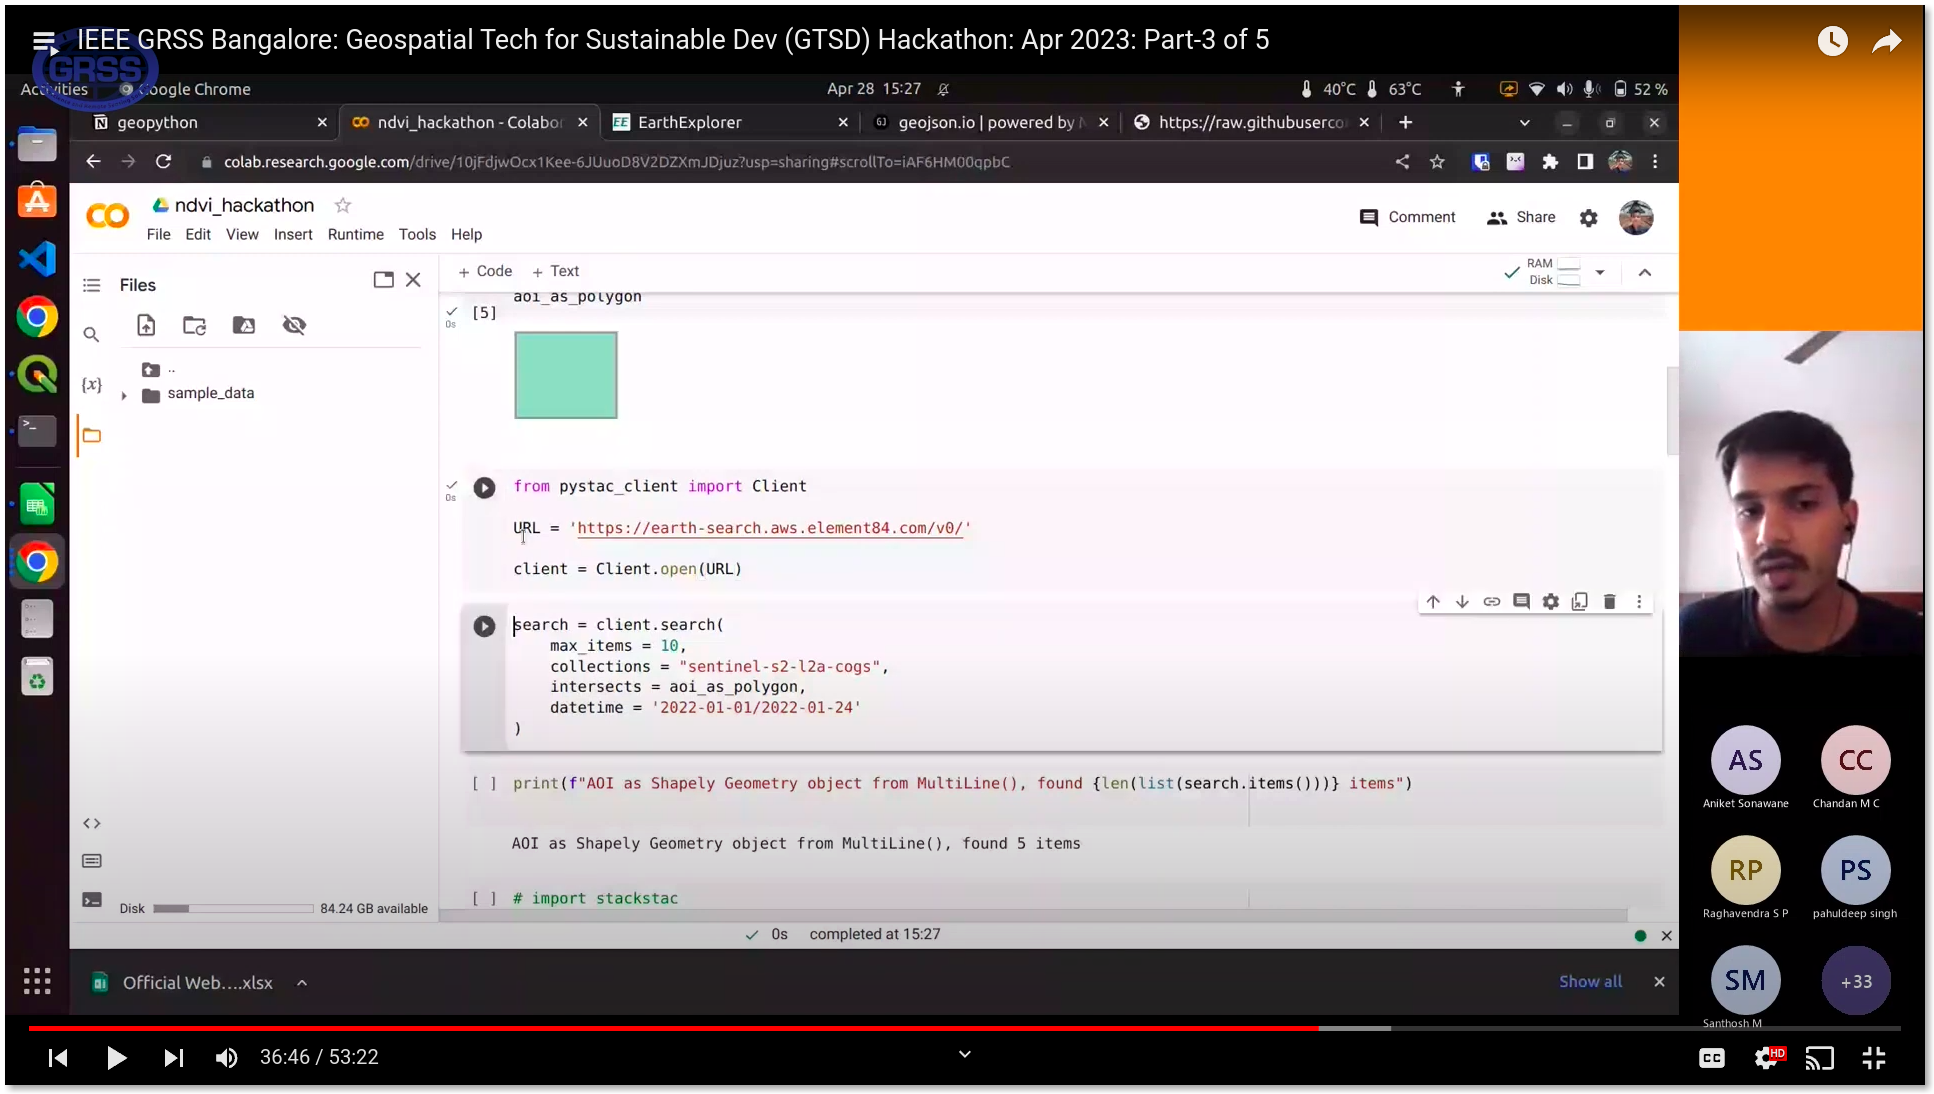 IEEE GRSS Bangalore: Geospatial Tech for Sustainable Dev (GTSD) Hackathon: Apr 2023: Part-3 of 5
GRSS
Activities
Google Chrome
Apr 28 15:27
40°C
63°C
52 %
geopython
ndvi_hackathon - Colabo
EE
EarthExplorer
geojson.io | powered by
https://raw.githubuserco
colab.research.google.com/drive/10jFdjwOcx1Kee-6JUuoD8V2DZXmJDjuz?usp=sharing#scrollTo=iAF6HM00qpbC
ndvi_hackathon
File Edit View Insert Runtime Tools Help
Comment
Share
Files
+ Code + Text
RAM
Disk
..
sample_data
{x}
aoi_as_polygon
[5]
0s
0s
from pystac_client import Client
URL = 'https://earth-search.aws.element84.com/v0/'
client = Client.open(URL)
search = client.search(
max_items = 10,
collections = "sentinel-s2-l2a-cogs",
intersects = aoi_as_polygon,
datetime = '2022-01-01/2022-01-24'
)
[ ] print(f"AOI as Shapely Geometry object from MultiLine(), found {len(list(search.items()))} items")
AOI as Shapely Geometry object from MultiLine(), found 5 items
[ ] # import stackstac
Disk
84.24 GB available
0s completed at 15:27
Official Web....xlsx
Show all
AS
Aniket Sonawane
CC
Chandan M C
RP
Raghavendra S P
PS
pahuldeep singh
SM
Santhosh M
+33
36:46 / 53:22
CC
HD